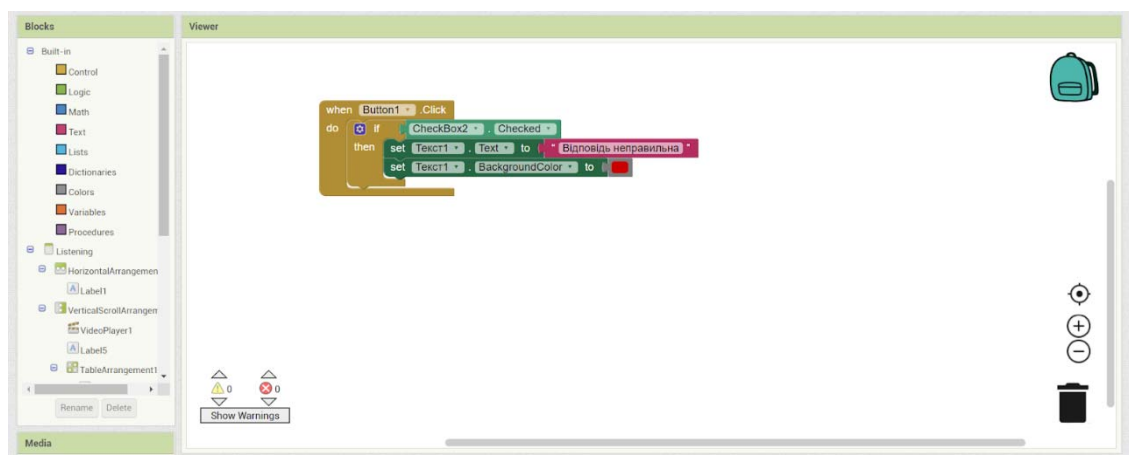 Blocks
Viewer
Built-in
Control
Logic
Math
Text
Lists
Dictionaries
Colors
Variables
Procedures
Listening
HorizontalArrangemen
Label1
VerticalScrollArrangem
VideoPlayer1
Label5
TableArrangement1
Rename Delete
Media
when Button1 .Click
do if CheckBox2 . Checked
then set Текст1 . Text to " Відповідь неправильна "
set Текст1 . BackgroundColor to
0 0
Show Warnings